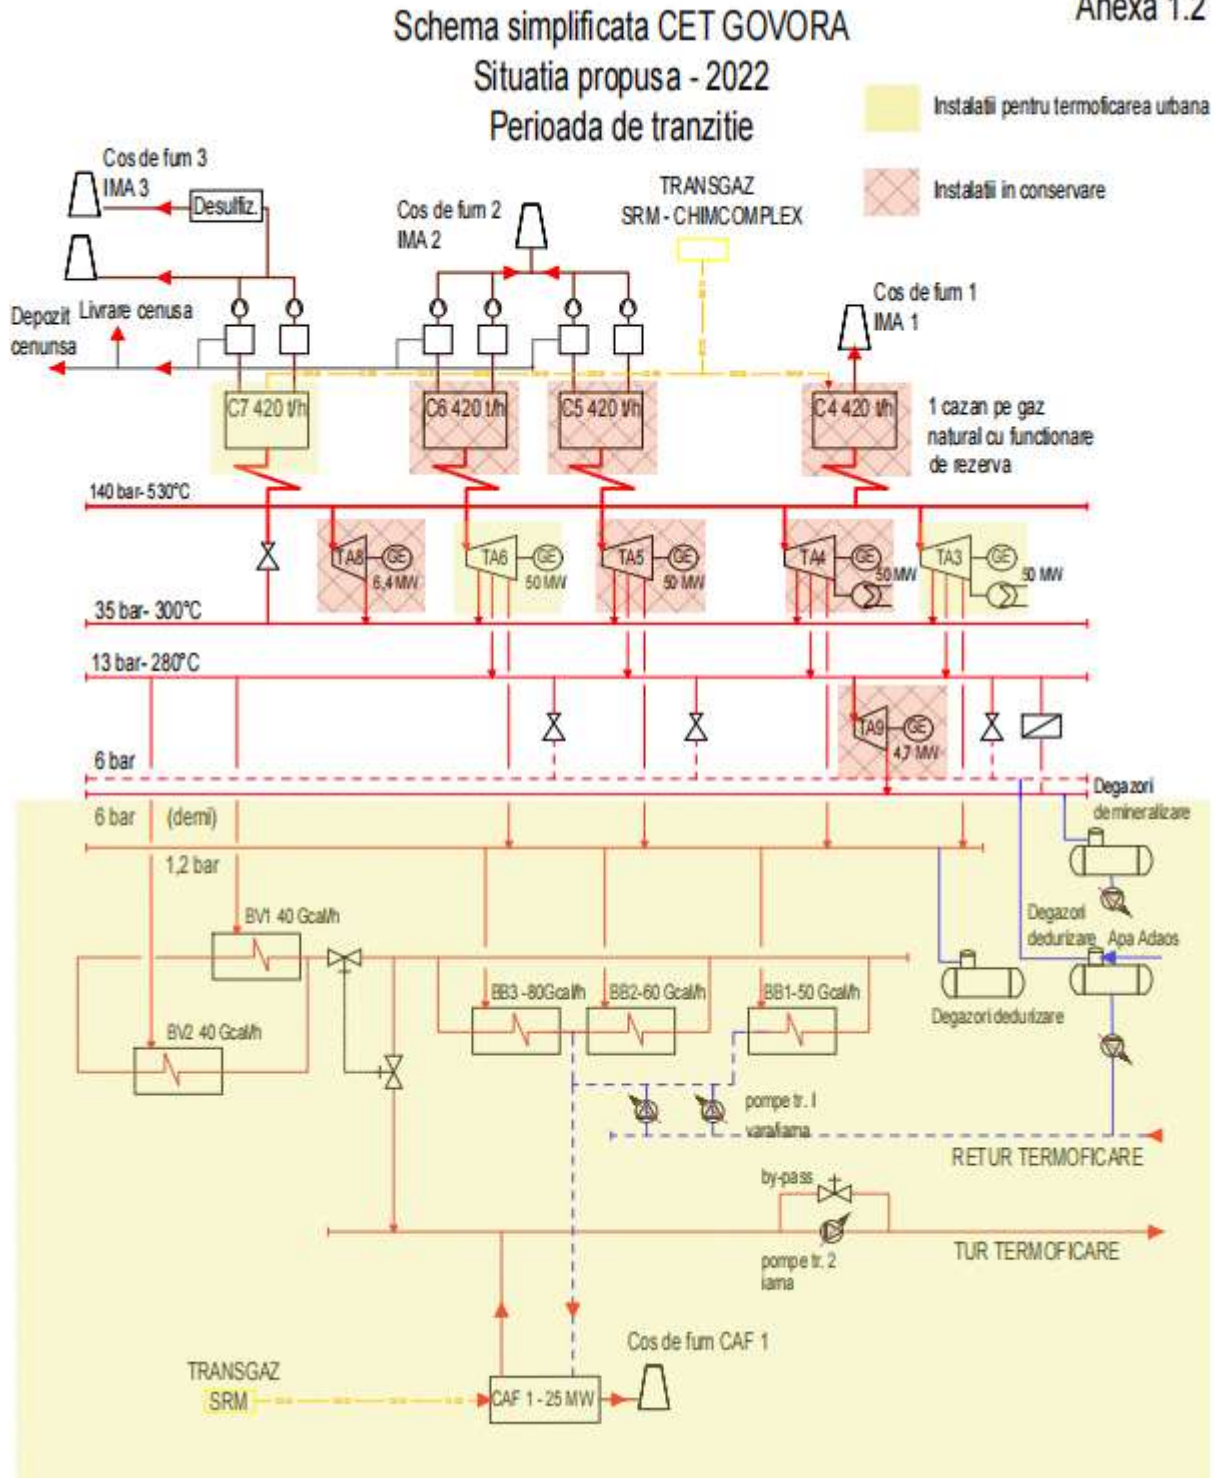 Anexa 1.2
Schema simplificata CET GOVORA
Situatia propusa - 2022
Perioada de tranzitie
Instalatii pentru termoficarea urbana
Instalatii in conservare
Cos de fum 3
IMA 3
Desulfiz.
Cos de fum 2
IMA 2
TRANSGAZ
SRM - CHIMCOMPLEX
Cos de fum 1
IMA 1
Depozit
cenunsa
Livrare cenusa
C7 420 t/h
C6 420 t/h
C5 420 t/h
C4 420 t/h
1 cazan pe gaz
natural cu functionare
de rezerva
140 bar- 530°C
TA8
GE
6,4 MW
TA6
GE
50 MW
TA5
GE
50 MW
TA4
GE
50 MW
TA3
GE
50 MW
35 bar- 300°C
13 bar- 280°C
TA9
GE
4,7 MW
6 bar
6 bar (demi)
Degazori
demineralizare
1,2 bar
BV1 40 Gcal/h
Degazori
dedurizare
Apa Adaos
BB3 -80Gcal/h
BB2-60 Gcal/h
BB1-50 Gcal/h
Degazori dedurizare
BV2 40 Gcal/h
pompe tr. I
vara/iarna
RETUR TERMOFICARE
by-pass
TUR TERMOFICARE
pompe tr. 2
iarna
Cos de fum CAF 1
TRANSGAZ
SRM
CAF 1 - 25 MW